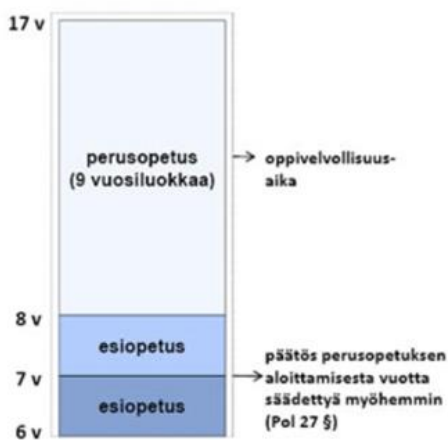 17 v
perusopetus
(9 vuosiluokkaa)
oppivelvollisuus-
aika
8 v
esiopetus
7 v
päätös perusopetuksen
aloittamisesta vuotta
säädettyä myöhemmin
(Pol 27 §)
esiopetus
6 v